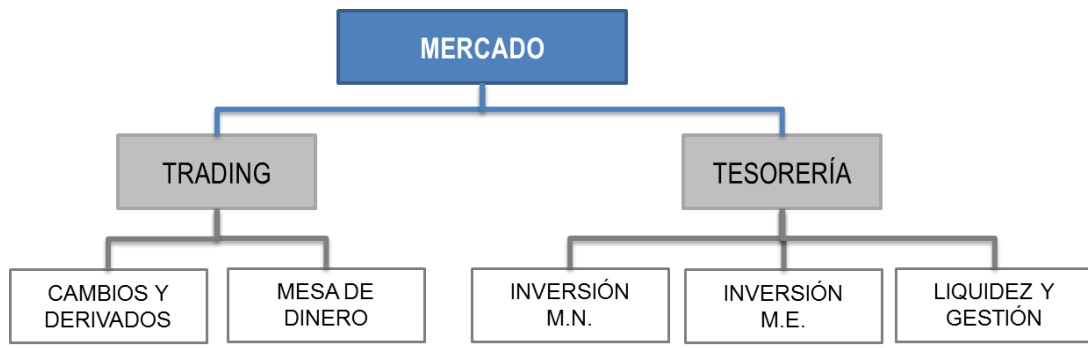 MERCADO
TRADING
TESORERÍA
CAMBIOS Y
DERIVADOS
MESA DE
DINERO
INVERSIÓN
M.N.
INVERSIÓN
M.E.
LIQUIDEZ Y
GESTIÓN